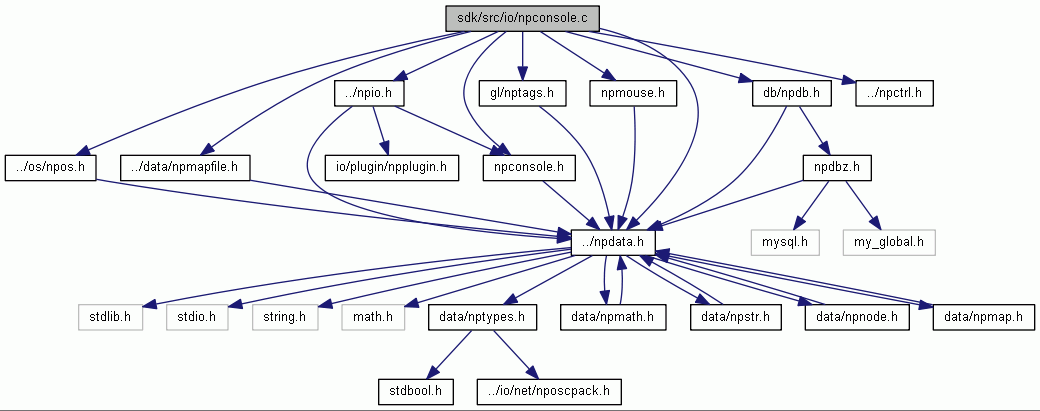 sdk/src/io/npconsole.c
../npio.h
gl/nptags.h
npmouse.h
db/npdb.h
../npctrl.h
../os/npos.h
../data/npmapfile.h
io/plugin/npplugin.h
npconsole.h
npdbz.h
../npdata.h
mysql.h
my_global.h
stdlib.h
stdio.h
string.h
math.h
data/nptypes.h
data/npmath.h
data/npstr.h
data/npnode.h
data/npmap.h
stdbool.h
../io/net/nposcpack.h